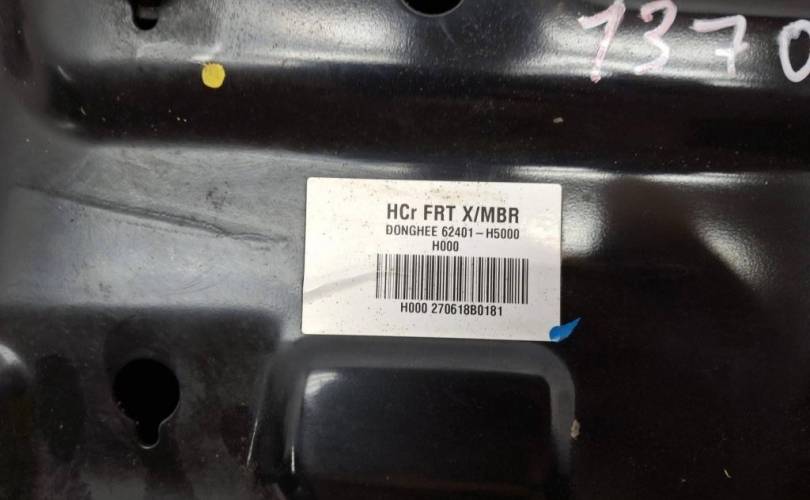 1370
HCr FRT X/MBR
DONGHEE 62401-H5000
H000
H000 270618B0181